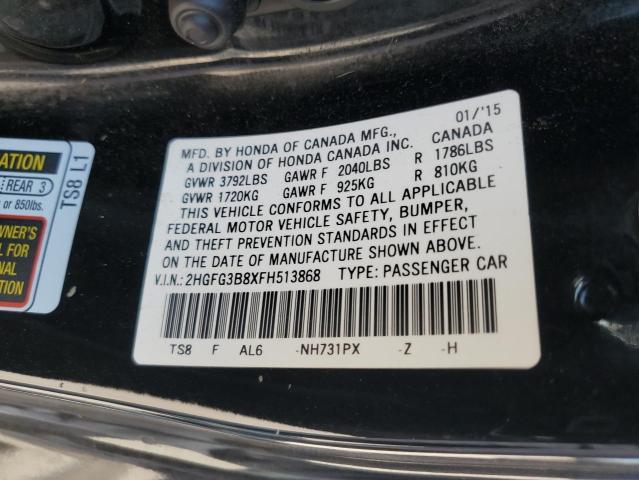 ATION
REAR 3
or 850lbs.
WNER'S
L FOR
NAL
ION
TS8 L1
MFD. BY HONDA OF CANADA MFG., 01/'15
A DIVISION OF HONDA CANADA INC. CANADA
GVWR 3792LBS GAWR F 2040LBS R 1786LBS
GVWR 1720KG GAWR F 925KG R 810KG
THIS VEHICLE CONFORMS TO ALL APPLICABLE
FEDERAL MOTOR VEHICLE SAFETY, BUMPER,
AND THEFT PREVENTION STANDARDS IN EFFECT
ON THE DATE OF MANUFACTURE SHOWN ABOVE.
V.I.N.: 2HGFG3B8XFH513868 TYPE: PASSENGER CAR
TS8 F AL6 -NH731PX -Z -H